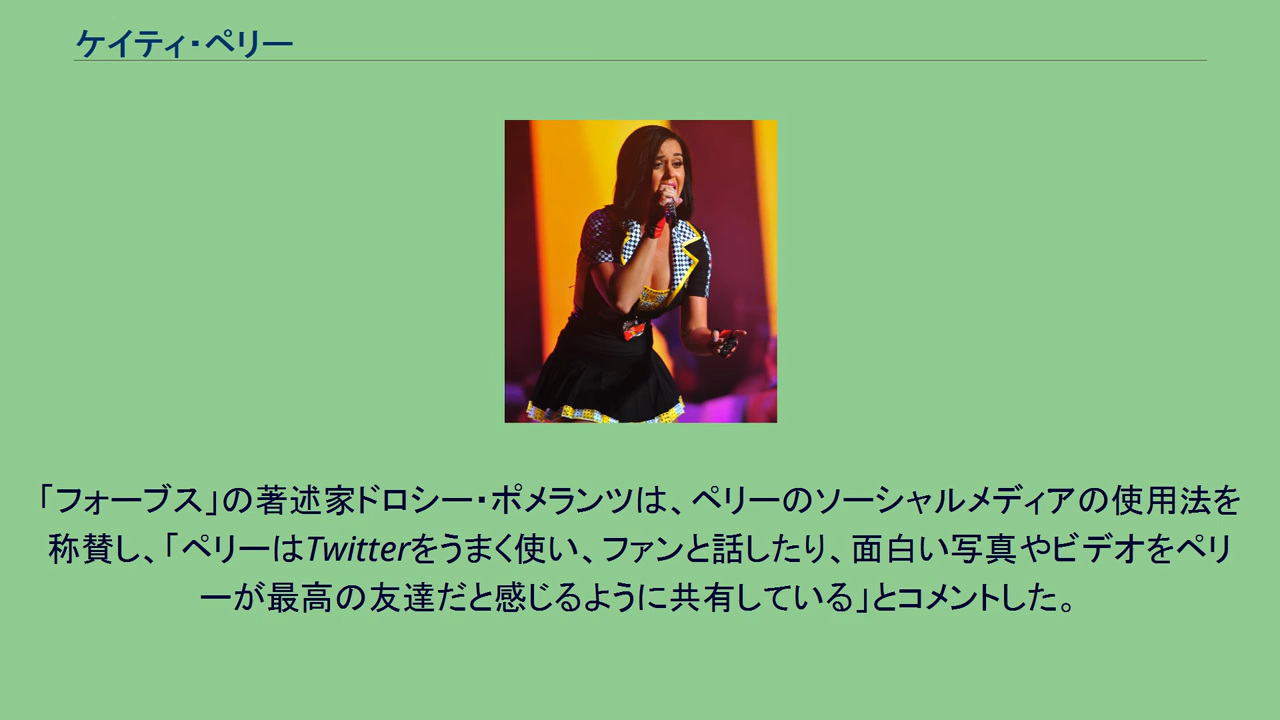 ケイティ・ペリー
「フォーブス」の著述家ドロシー・ポメランツは、ペリーのソーシャルメディアの使用法を
称賛し、「ペリーはTwitterをうまく使い、ファンと話したり、面白い写真やビデオをペリ
ーが最高の友達だと感じるように共有している」とコメントした。